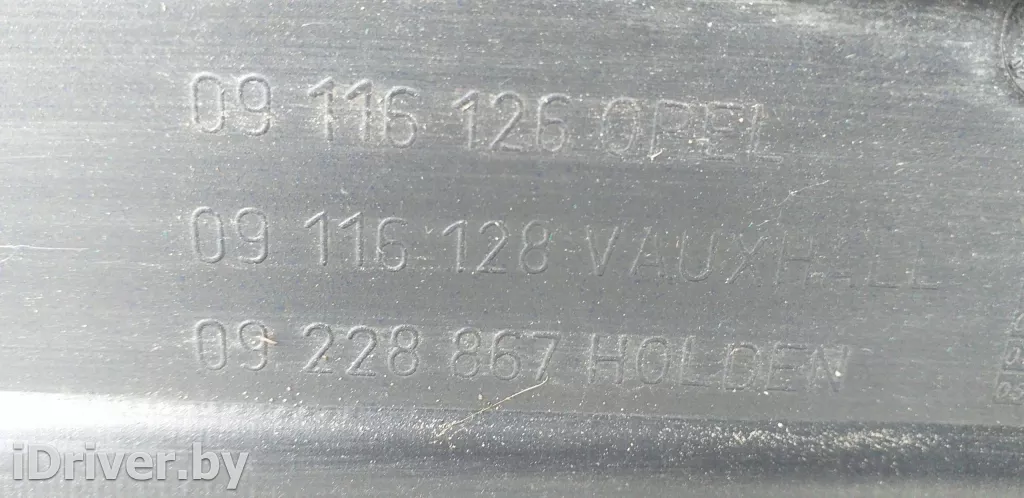 09 116 126 OPEL
09 116 128 VAUXHALL
09 228 867 HOLDEN
iDriver.by